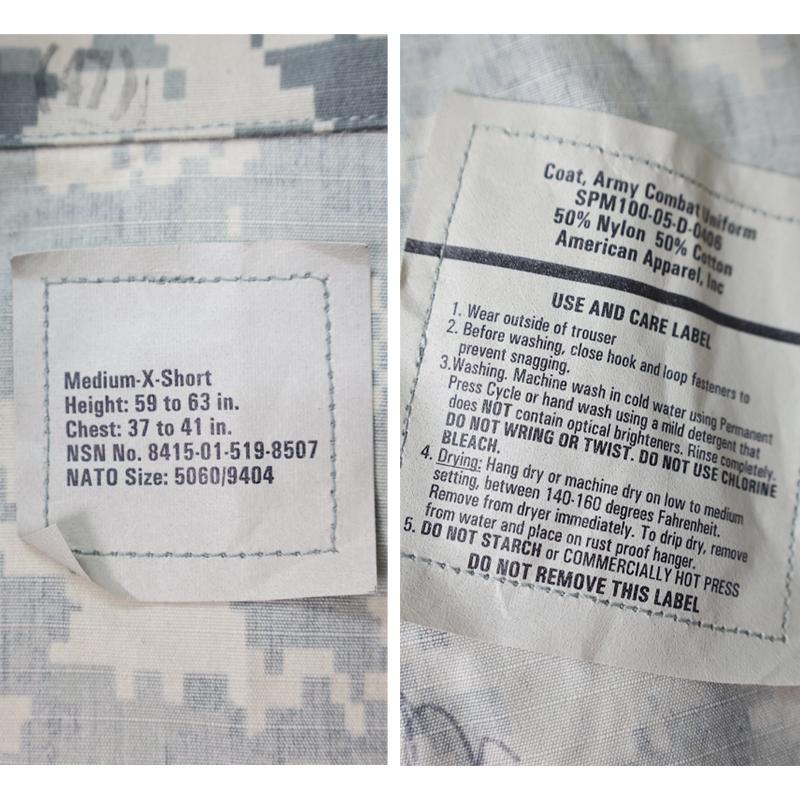 (47)
Medium-X-Short
Height: 59 to 63 in.
Chest: 37 to 41 in.
NSN No. 8415-01-519-8507
NATO Size: 5060/9404
Coat, Army Combat Uniform
SPM100-05-D-0406
50% Nylon 50% Cotton
American Apparel, Inc
USE AND CARE LABEL
1. Wear outside of trouser
2. Before washing, close hook and loop fasteners to
prevent snagging.
3.Washing. Machine wash in cold water using Permanent
Press Cycle or hand wash using a mild detergent that
does NOT contain optical brighteners. Rinse completely.
DO NOT WRING OR TWIST. DO NOT USE CHLORINE
BLEACH.
4. Drying: Hang dry or machine dry on low to medium
setting, between 140-160 degrees Fahrenheit.
Remove from dryer immediately. To drip dry, remove
from water and place on rust proof hanger.
5. DO NOT STARCH or COMMERCIALLY HOT PRESS
DO NOT REMOVE THIS LABEL